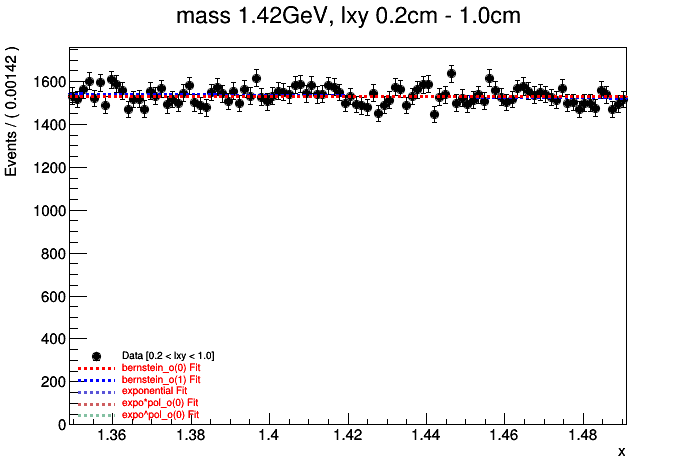 mass 1.42GeV, lxy 0.2cm - 1.0cm
Events / ( 0.00142 )
1600
1400
1200
1000
800
600
400
200
0
Data [0.2 < lxy < 1.0]
bernstein_o(0) Fit
bernstein_o(1) Fit
exponential Fit
expo*pol_o(0) Fit
expo^pol_o(0) Fit
1.36 1.38 1.4 1.42 1.44 1.46 1.48
x